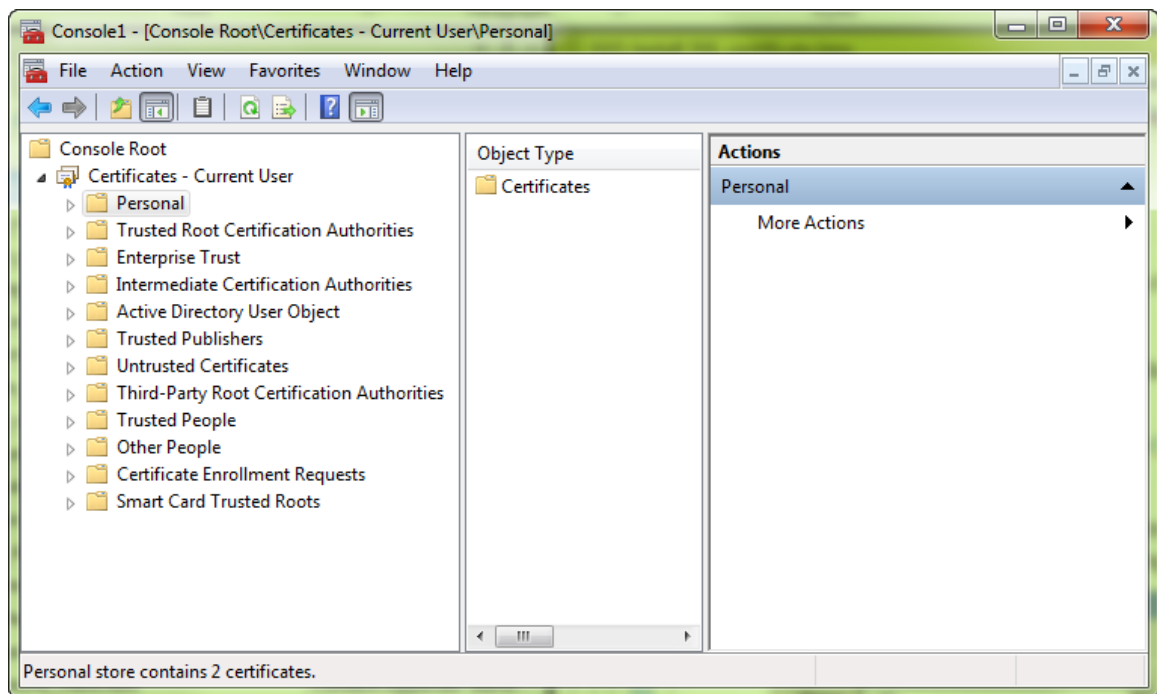 Console1 - [Console Root\Certificates - Current User\Personal]
File Action View Favorites Window Help
Console Root
Certificates - Current User
Personal
Trusted Root Certification Authorities
Enterprise Trust
Intermediate Certification Authorities
Active Directory User Object
Trusted Publishers
Untrusted Certificates
Third-Party Root Certification Authorities
Trusted People
Other People
Certificate Enrollment Requests
Smart Card Trusted Roots
Object Type
Certificates
Actions
Personal
More Actions
Personal store contains 2 certificates.